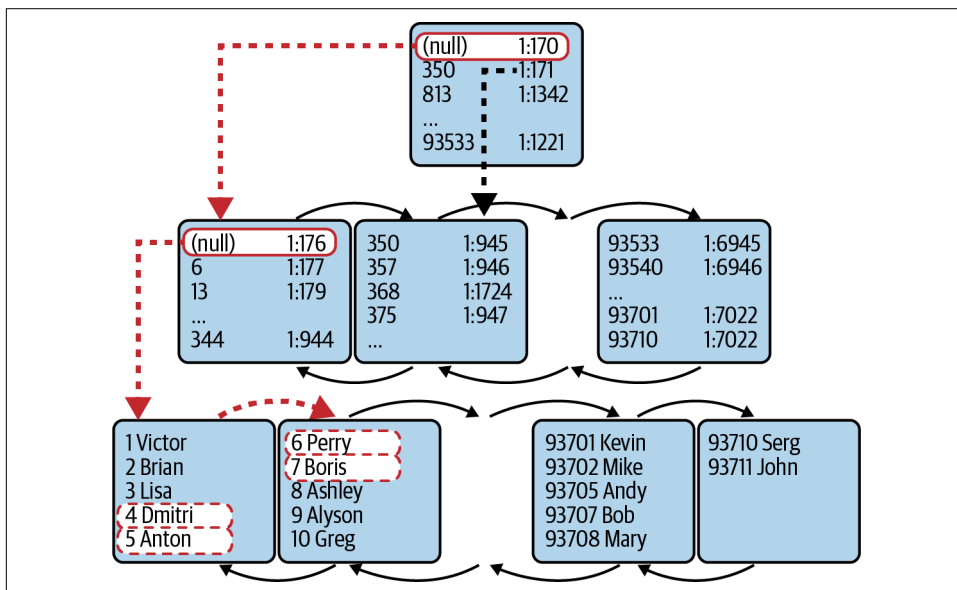 (null) 1:170
350 1:171
813 1:1342
...
93533 1:1221
(null) 1:176
6 1:177
13 1:179
...
344 1:944
350 1:945
357 1:946
368 1:1724
375 1:947
...
93533 1:6945
93540 1:6946
...
93701 1:7022
93710 1:7022
1 Victor
2 Brian
3 Lisa
4 Dmitri
5 Anton
6 Perry
7 Boris
8 Ashley
9 Alyson
10 Greg
93701 Kevin
93702 Mike
93705 Andy
93707 Bob
93708 Mary
93710 Serg
93711 John